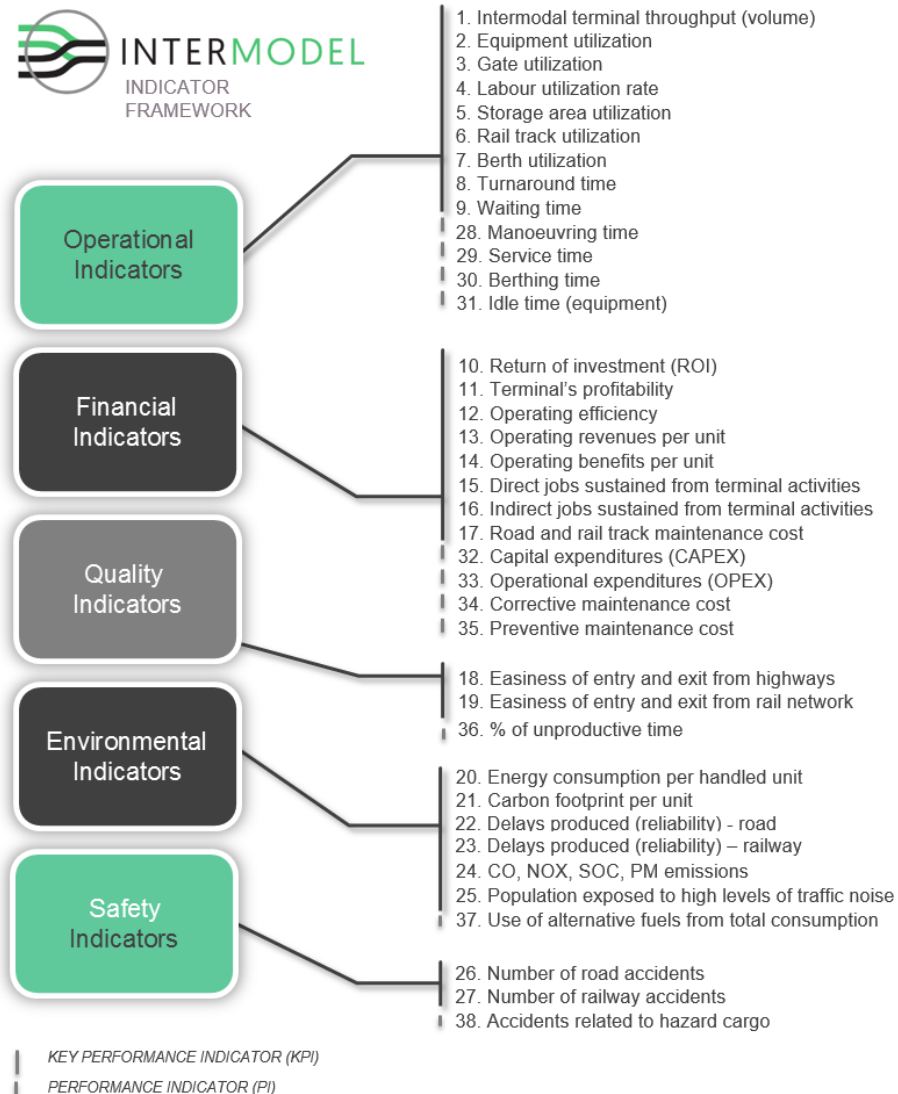 INTERMODEL
INDICATOR
FRAMEWORK
Operational
Indicators
1. Intermodal terminal throughput (volume)
2. Equipment utilization
3. Gate utilization
4. Labour utilization rate
5. Storage area utilization
6. Rail track utilization
7. Berth utilization
8. Turnaround time
9. Waiting time
28. Manoeuvring time
29. Service time
30. Berthing time
31. Idle time (equipment)
Financial
Indicators
10. Return of investment (ROI)
11. Terminal’s profitability
12. Operating efficiency
13. Operating revenues per unit
14. Operating benefits per unit
15. Direct jobs sustained from terminal activities
16. Indirect jobs sustained from terminal activities
17. Road and rail track maintenance cost
32. Capital expenditures (CAPEX)
33. Operational expenditures (OPEX)
34. Corrective maintenance cost
35. Preventive maintenance cost
Quality
Indicators
18. Easiness of entry and exit from highways
19. Easiness of entry and exit from rail network
36. % of unproductive time
Environmental
Indicators
20. Energy consumption per handled unit
21. Carbon footprint per unit
22. Delays produced (reliability) - road
23. Delays produced (reliability) – railway
24. CO, NOX, SOC, PM emissions
25. Population exposed to high levels of traffic noise
37. Use of alternative fuels from total consumption
Safety
Indicators
26. Number of road accidents
27. Number of railway accidents
38. Accidents related to hazard cargo
KEY PERFORMANCE INDICATOR (KPI)
PERFORMANCE INDICATOR (PI)